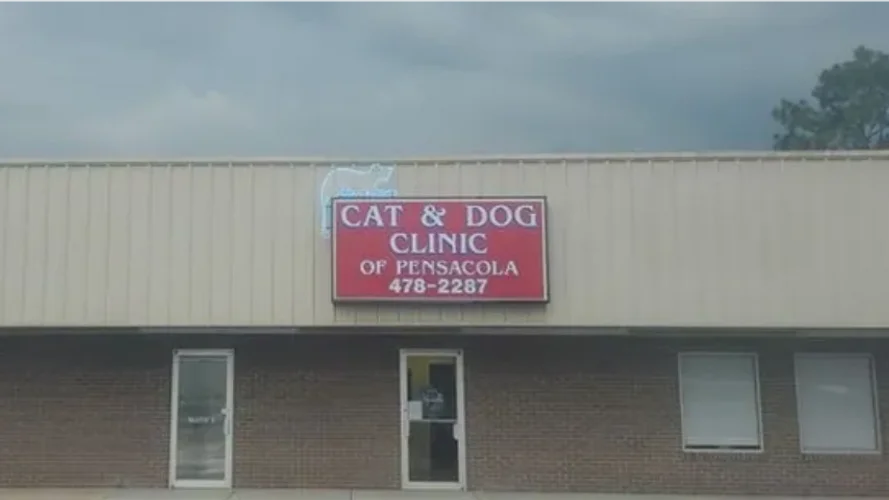 CAT & DOG
CLINIC
OF PENSACOLA
478-2287